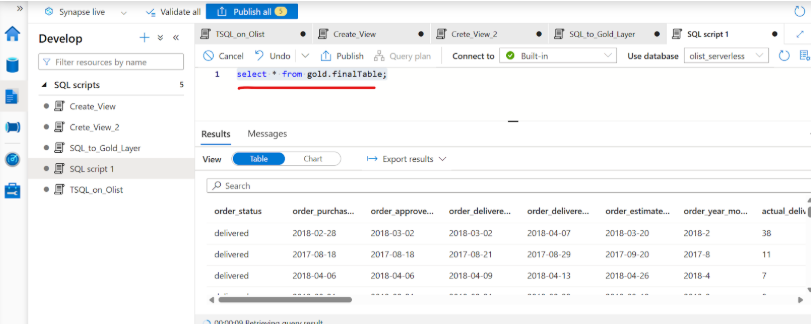 Synapse live Validate all Publish all 5
Develop
Filter resources by name
SQL scripts 5
Create_View
Crete_View_2
SQL_to_Gold_Layer
SQL script 1
TSQL_on_Olist
TSQL_on_Olist Create_View Crete_View_2 SQL_to_Gold_Layer SQL script 1
Cancel Undo Publish Query plan Connect to Built-in Use database olist_serverless
1 select * from gold.finalTable;
Results Messages
View Table Chart Export results
Search
order_status order_purchas... order_approve... order_delivere... order_delivere... order_estimate... order_year_mo... actual_deliv
delivered 2018-02-28 2018-03-02 2018-03-02 2018-04-07 2018-03-20 2018-2 38
delivered 2017-08-18 2017-08-18 2017-08-21 2017-08-29 2017-09-20 2017-8 11
delivered 2018-04-06 2018-04-06 2018-04-09 2018-04-13 2018-04-26 2018-4 7
00:00:09 Retrieving query result